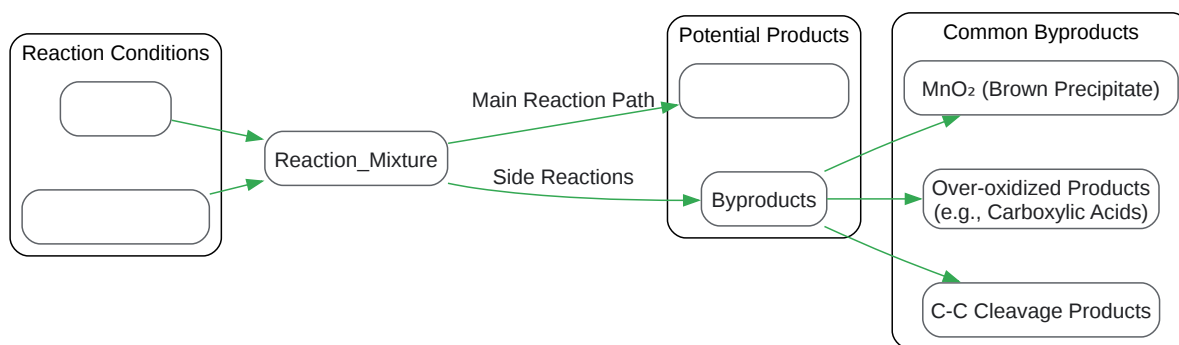 Reaction Conditions
Reaction_Mixture
Main Reaction Path
Side Reactions
Potential Products
Byproducts
Common Byproducts
MnO₂ (Brown Precipitate)
Over-oxidized Products
(e.g., Carboxylic Acids)
C-C Cleavage Products